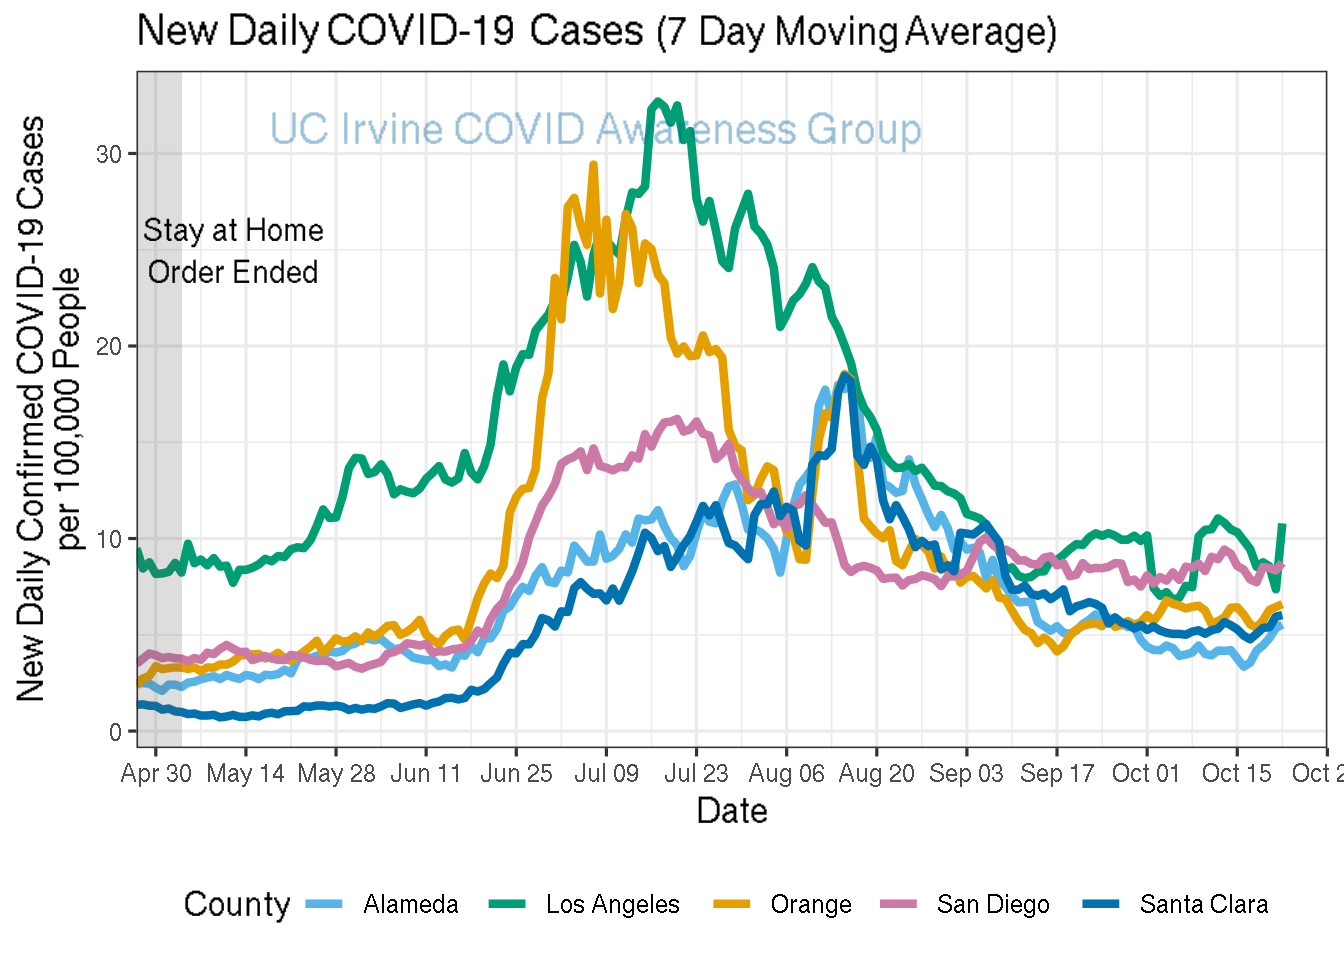 New Daily COVID-19 Cases (7 Day Moving Average)
UC Irvine COVID Awareness Group
Stay at Home
Order Ended
New Daily Confirmed COVID-19 Cases
per 100,000 People
30
20
10
0
Apr 30 May 14 May 28 Jun 11 Jun 25 Jul 09 Jul 23 Aug 06 Aug 20 Sep 03 Sep 17 Oct 01 Oct 15 Oct 2
Date
County Alameda Los Angeles Orange San Diego Santa Clara